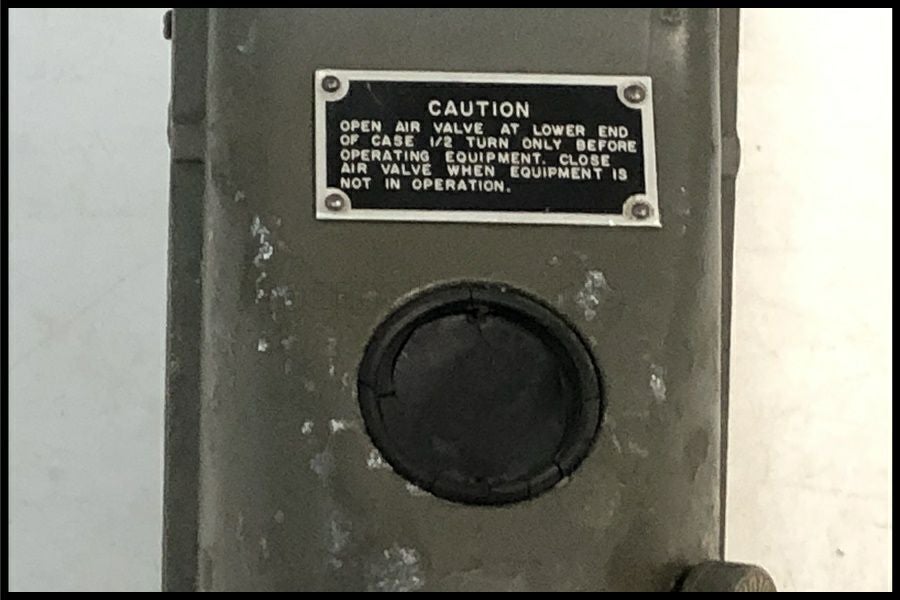 CAUTION
OPEN AIR VALVE AT LOWER END
OF CASE 1/2 TURN ONLY BEFORE
OPERATING EQUIPMENT. CLOSE
AIR VALVE WHEN EQUIPMENT IS
NOT IN OPERATION.